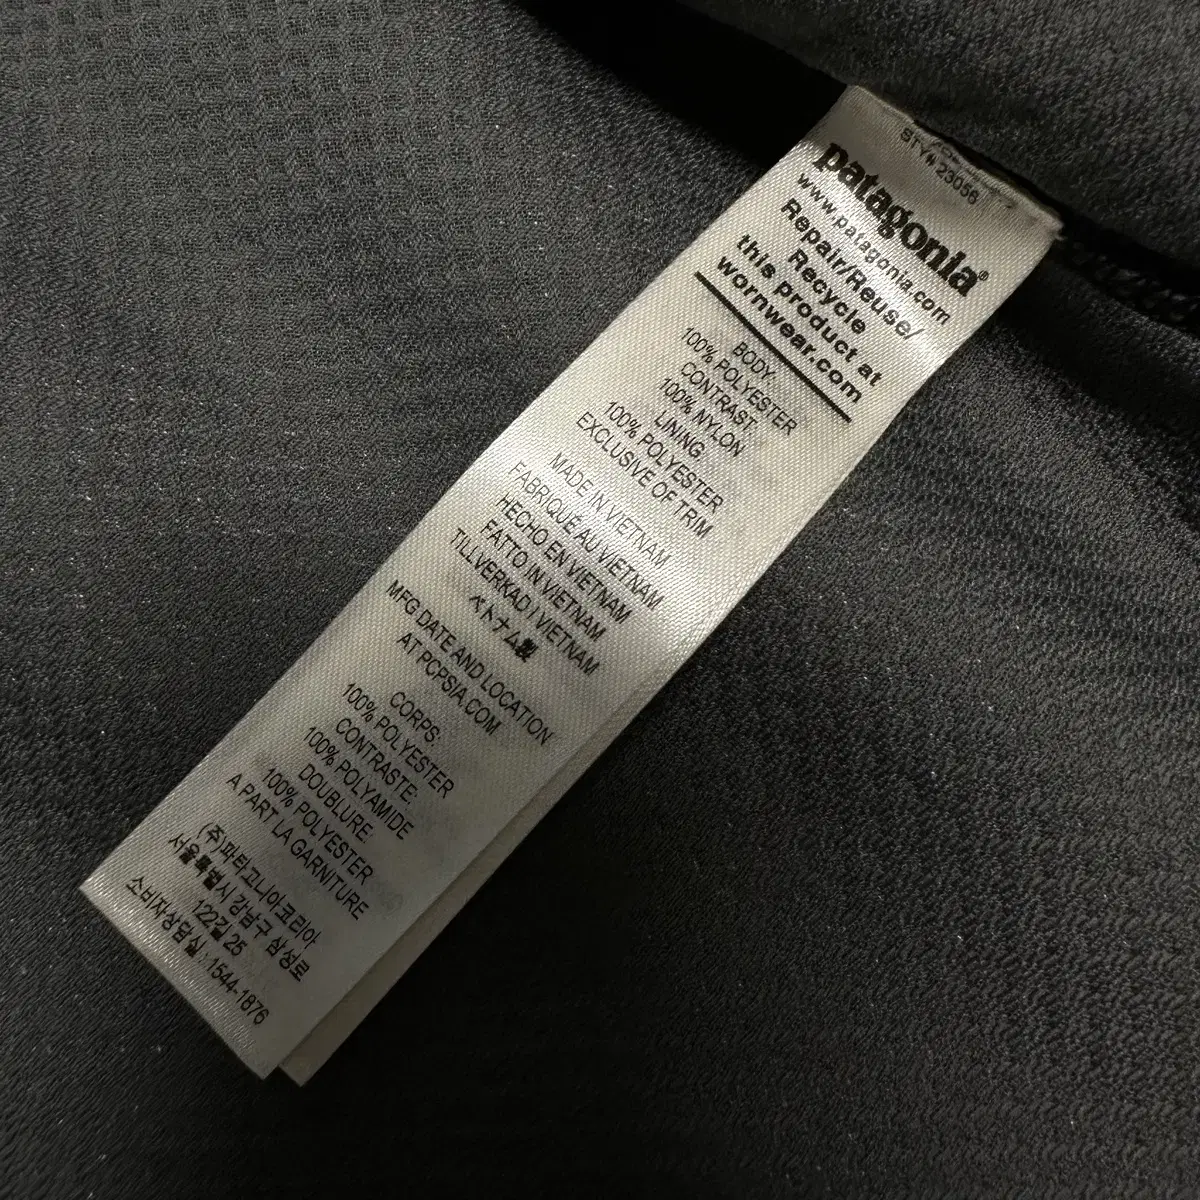 STY# 23056
patagonia®
www.patagonia.com
Repair/Reuse/
Recycle
this product at
wornwear.com
BODY:
100% POLYESTER
CONTRAST
100% NYLON
LINING
100% POLYESTER
EXCLUSIVE OF TRIM
MADE IN VIETNAM
FABRIQUÉ AU VIETNAM
HECHO EN VIETNAM
FATTO IN VIETNAM
TILLVERKAD I VIETNAM
ベトナム製
MFG DATE AND LOCATION
AT PCPSIA.COM
CORPS:
100% POLYESTER
CONTRASTE:
100% POLYAMIDE
DOUBLURE:
100% POLYESTER
A PART LA GARNITURE
(주)파타고니아코리아
서울특별시 강남구 삼성로
122길 25
소비자상담실 : 1544-1876